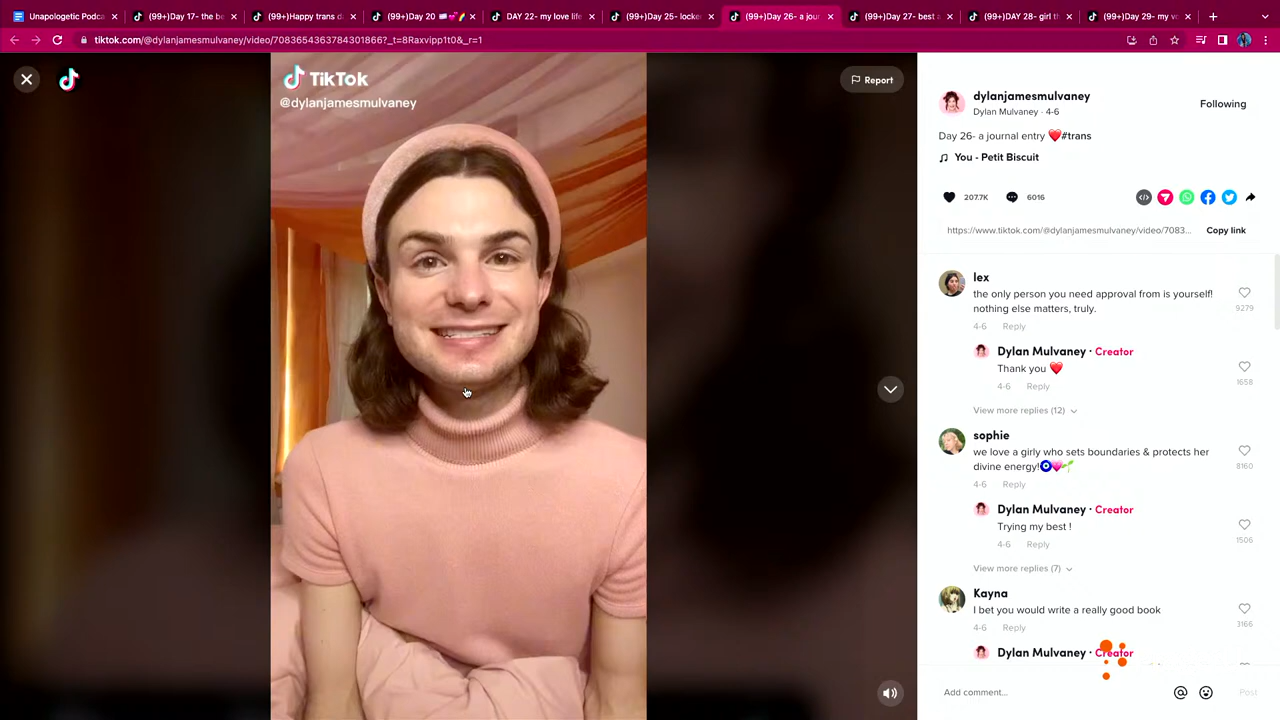 Unapologetic Podca
(99+)Day 17- the be
(99+)Happy trans da
(99+)Day 20
DAY 22- my love life
(99+)Day 25- locke
(99+)Day 26- a jour
(99+)Day 27- best a
(99+)DAY 28- girl th
(99+)Day 29- my vo
tiktok.com/@dylanjamesmulvaney/video/7083654363784301866?_t=8Raxvipp1t0&_r=1
TikTok
@dylanjamesmulvaney
Report
dylanjamesmulvaney
Dylan Mulvaney · 4-6
Following
Day 26- a journal entry ❤️#trans
You - Petit Biscuit
207.7K
6016
https://www.tiktok.com/@dylanjamesmulvaney/video/7083...
Copy link
lex
the only person you need approval from is yourself!
nothing else matters, truly.
4-6 Reply
9279
Dylan Mulvaney · Creator
Thank you ❤️
4-6 Reply
1658
View more replies (12)
sophie
we love a girly who sets boundaries & protects her
divine energy!🧿💗🌱
4-6 Reply
8160
Dylan Mulvaney · Creator
Trying my best !
4-6 Reply
1506
View more replies (7)
Kayna
I bet you would write a really good book
4-6 Reply
3166
Dylan Mulvaney · Creator
Add comment...
Post